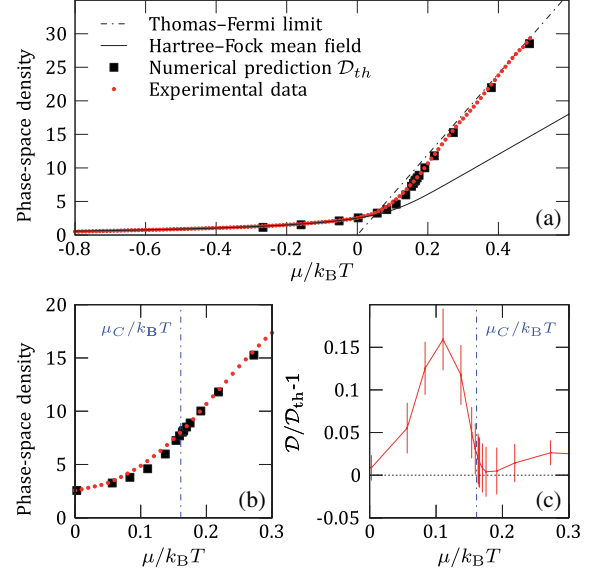 Thomas–Fermi limit
Hartree–Fock mean field
Numerical prediction 𝒟th
Experimental data
Phase-space density
35
30
25
20
15
10
5
0
-0.8 -0.6 -0.4 -0.2 0 0.2 0.4
(a)
μ/kBT
Phase-space density
20
15
10
5
0
0 0.1 0.2 0.3
μC/kBT
(b)
μ/kBT
𝒟/𝒟th-1
0.15
0.1
0.05
0
-0.05
0 0.1 0.2 0.3
μC/kBT
(c)
μ/kBT